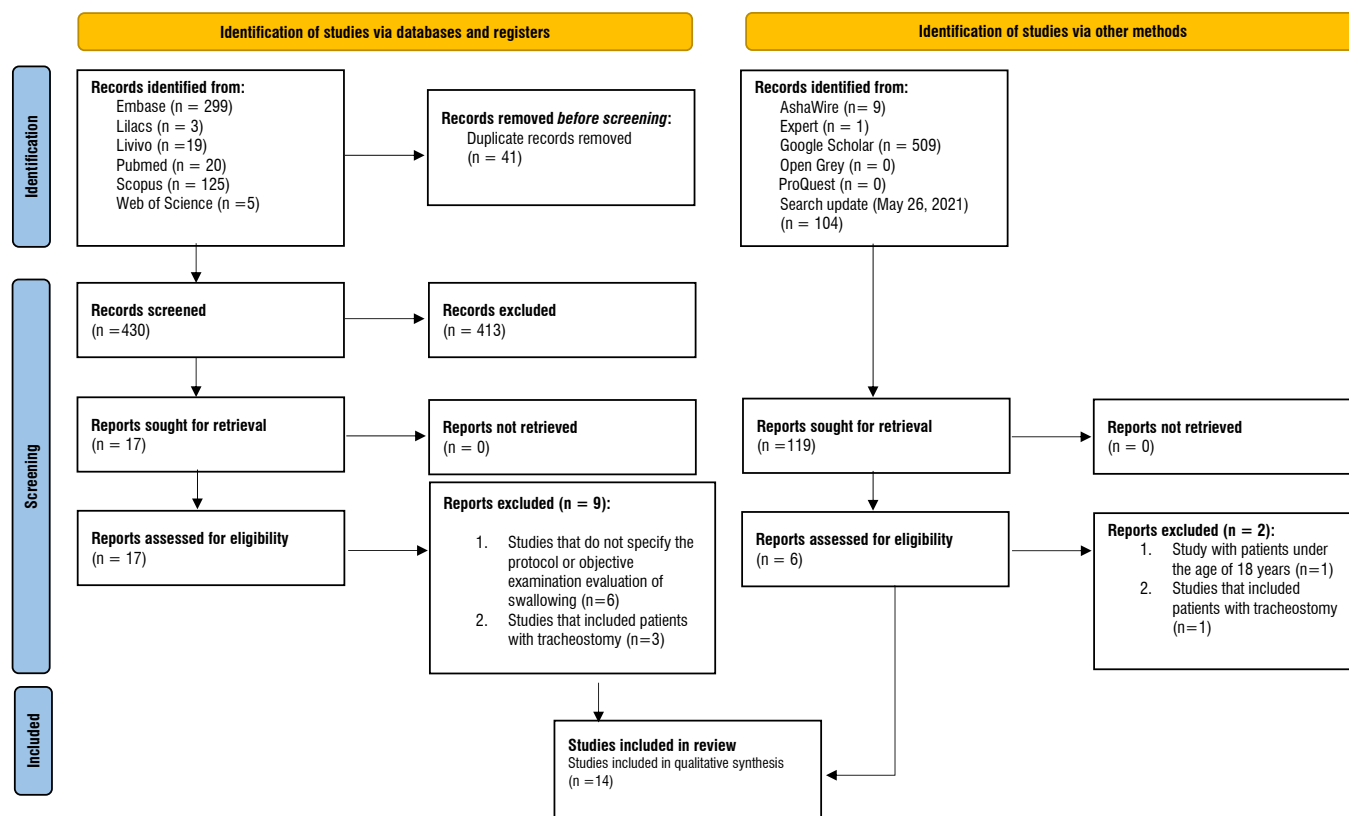 Identification of studies via databases and registers
Identification of studies via other methods
Identification
Records identified from:
Embase (n = 299)
Lilacs (n = 3)
Livivo (n =19)
Pubmed (n = 20)
Scopus (n = 125)
Web of Science (n =5)
Records removed before screening:
Duplicate records removed
(n = 41)
Records identified from:
AshaWire (n= 9)
Expert (n = 1)
Google Scholar (n = 509)
Open Grey (n = 0)
ProQuest (n = 0)
Search update (May 26, 2021)
(n = 104)
Screening
Records screened
(n =430)
Records excluded
(n = 413)
Reports sought for retrieval
(n = 17)
Reports not retrieved
(n = 0)
Reports sought for retrieval
(n =119)
Reports not retrieved
(n = 0)
Reports assessed for eligibility
(n = 17)
Reports excluded (n = 9):
1. Studies that do not specify the
protocol or objective
examination evaluation of
swallowing (n=6)
2. Studies that included patients
with tracheostomy (n=3)
Reports assessed for eligibility
(n = 6)
Reports excluded (n = 2):
1. Study with patients under
the age of 18 years (n=1)
2. Studies that included
patients with tracheostomy
(n=1)
Included
Studies included in review
Studies included in qualitative synthesis
(n =14)